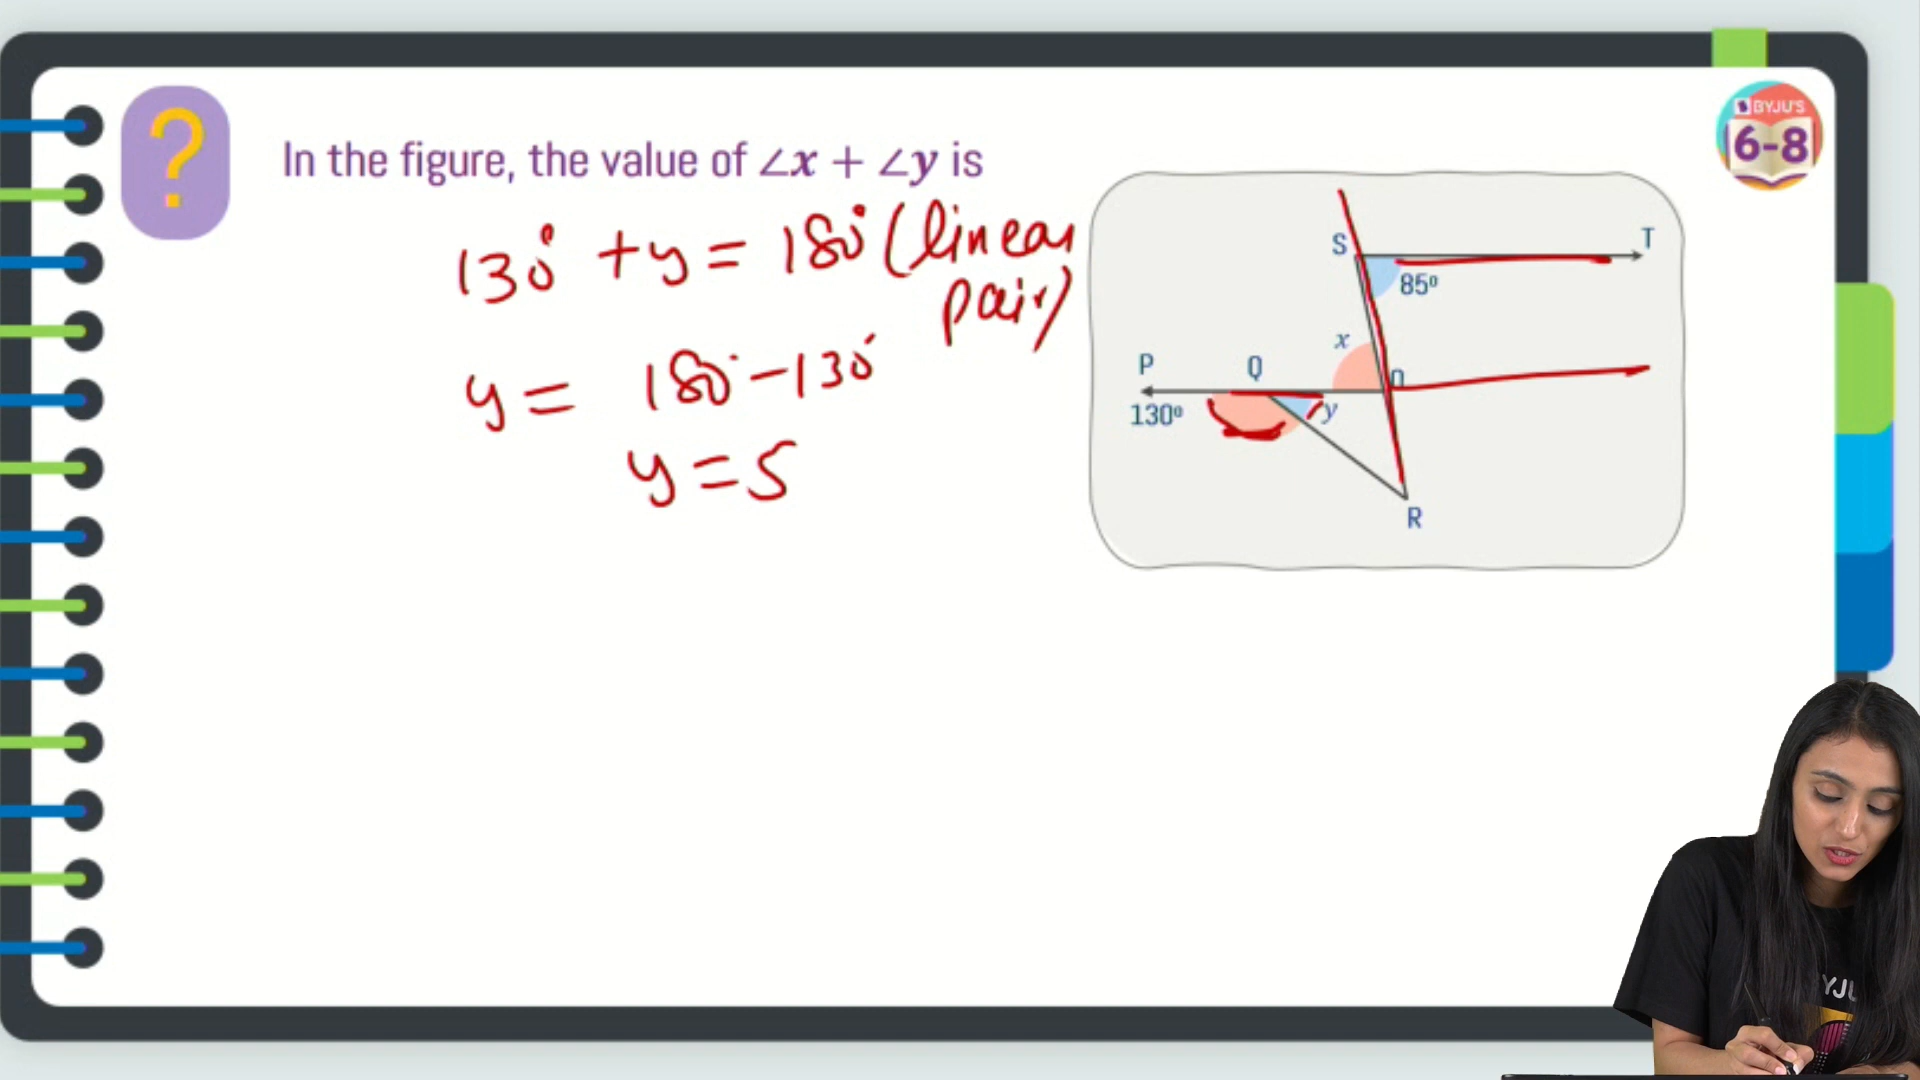 In the figure, the value of ∠x + ∠y is
130° + y = 180° (linear
pair)
y = 180° - 130°
y = 5
BYJU'S
6-8
S
T
85°
x
P
Q
O
130°
y
R
YJU